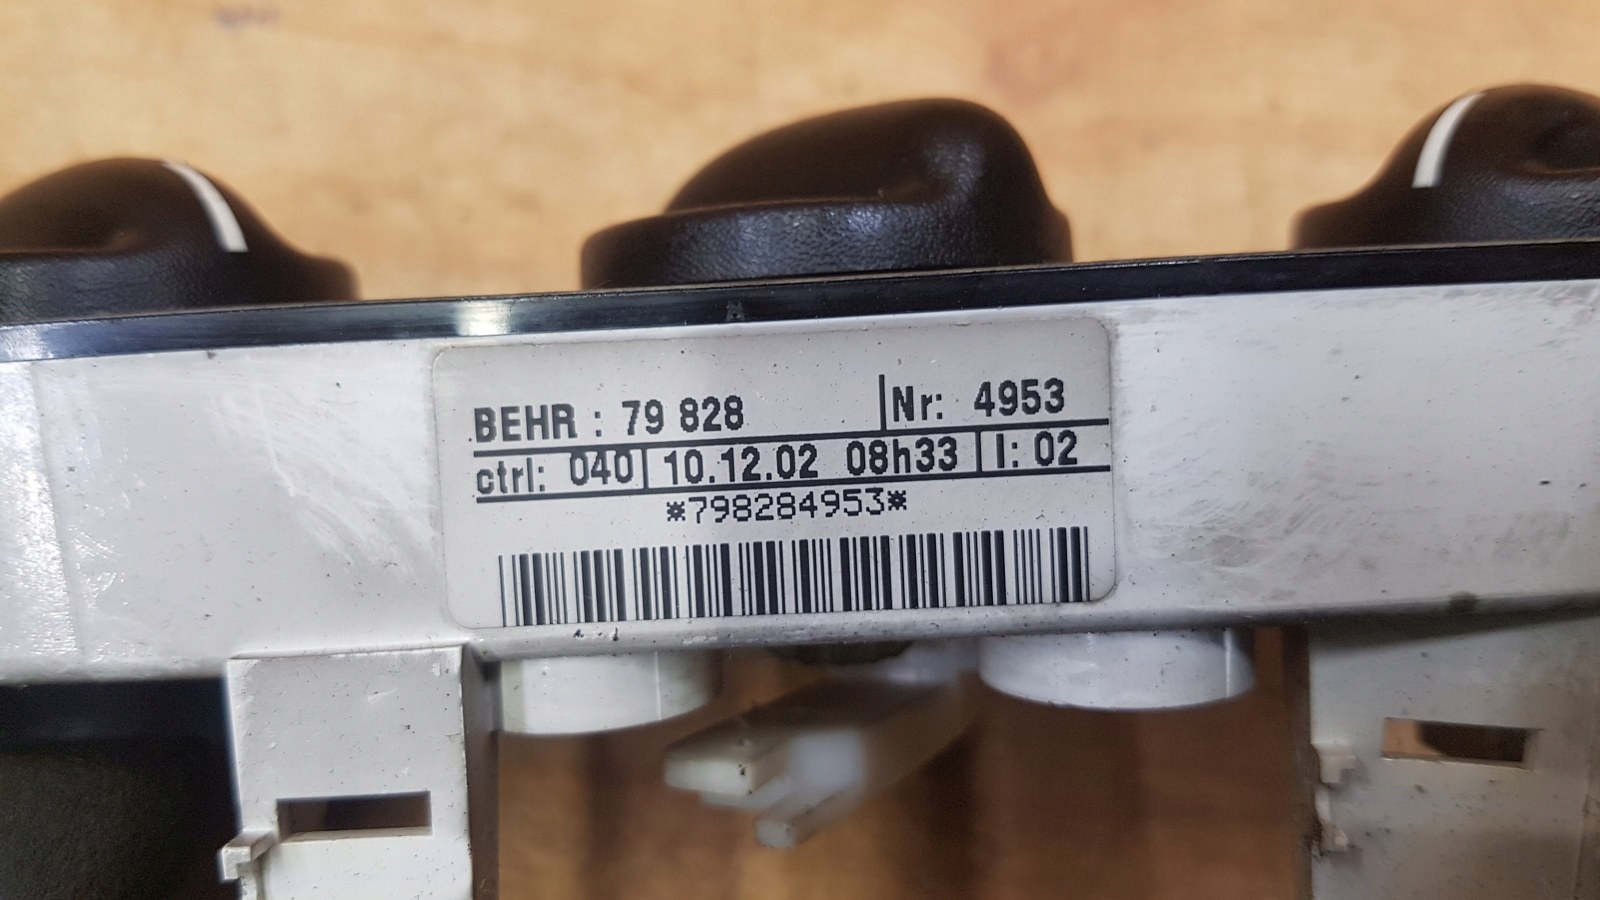 BEHR : 79 828 Nr: 4953
ctrl: 040 10.12.02 08h33 I: 02
*798284953*